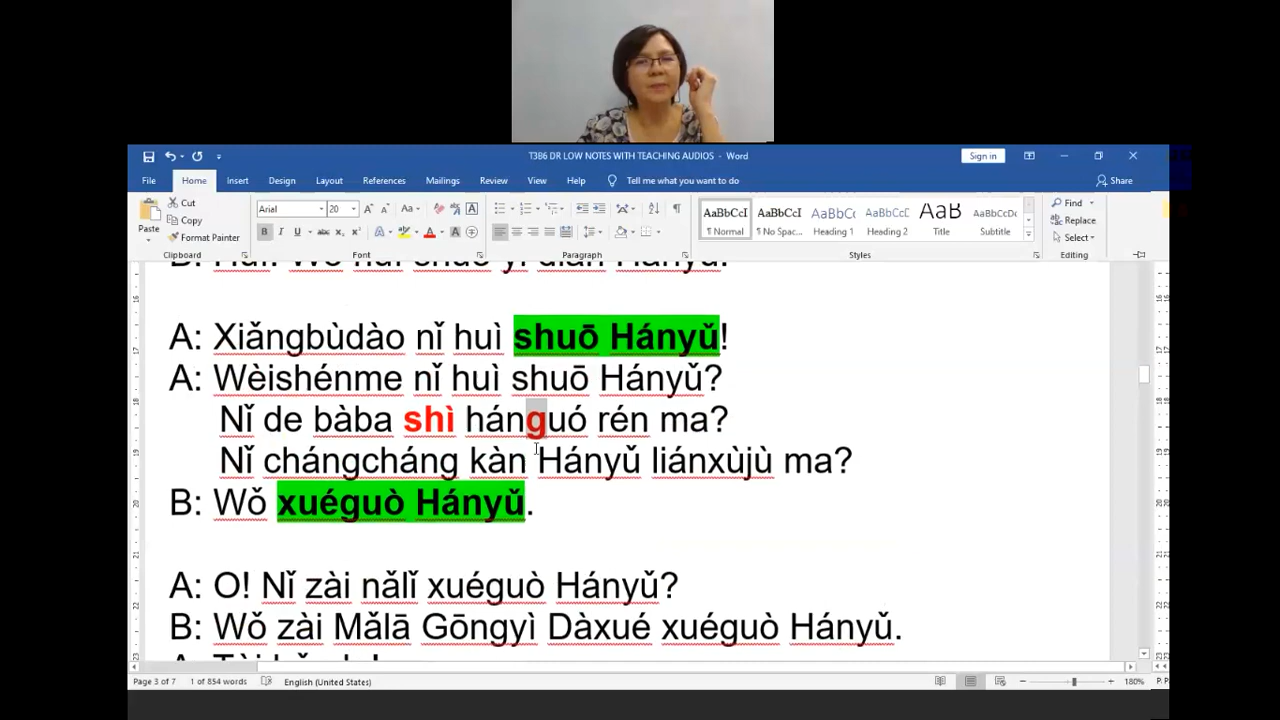 T3B6 DR LOW NOTES WITH TEACHING AUDIOS - Word
Sign in
File Home Insert Design Layout References Mailings Review View Help Tell me what you want to do Share
Paste
Cut
Copy
Format Painter
Clipboard
Arial 20
Font
Paragraph
AaBbCcI AaBbCcI AaBbCcI AaBbCcI AaB AaBbCcI
¶ Normal ¶ No Spac... Heading 1 Heading 2 Title Subtitle
Styles
Find
Replace
Select
Editing
A: Xiǎngbùdào nǐ huì shuō Hányǔ!
A: Wèishénme nǐ huì shuō Hányǔ?
Nǐ de bàba shì hánguó rén ma?
Nǐ chángcháng kàn Hányǔ liánxùjù ma?
B: Wǒ xuéguò Hányǔ.
A: O! Nǐ zài nǎlǐ xuéguò Hányǔ?
B: Wǒ zài Mǎlā Gōngyì Dàxué xuéguò Hányǔ.
Page 3 of 7 1 of 854 words English (United States) 180%